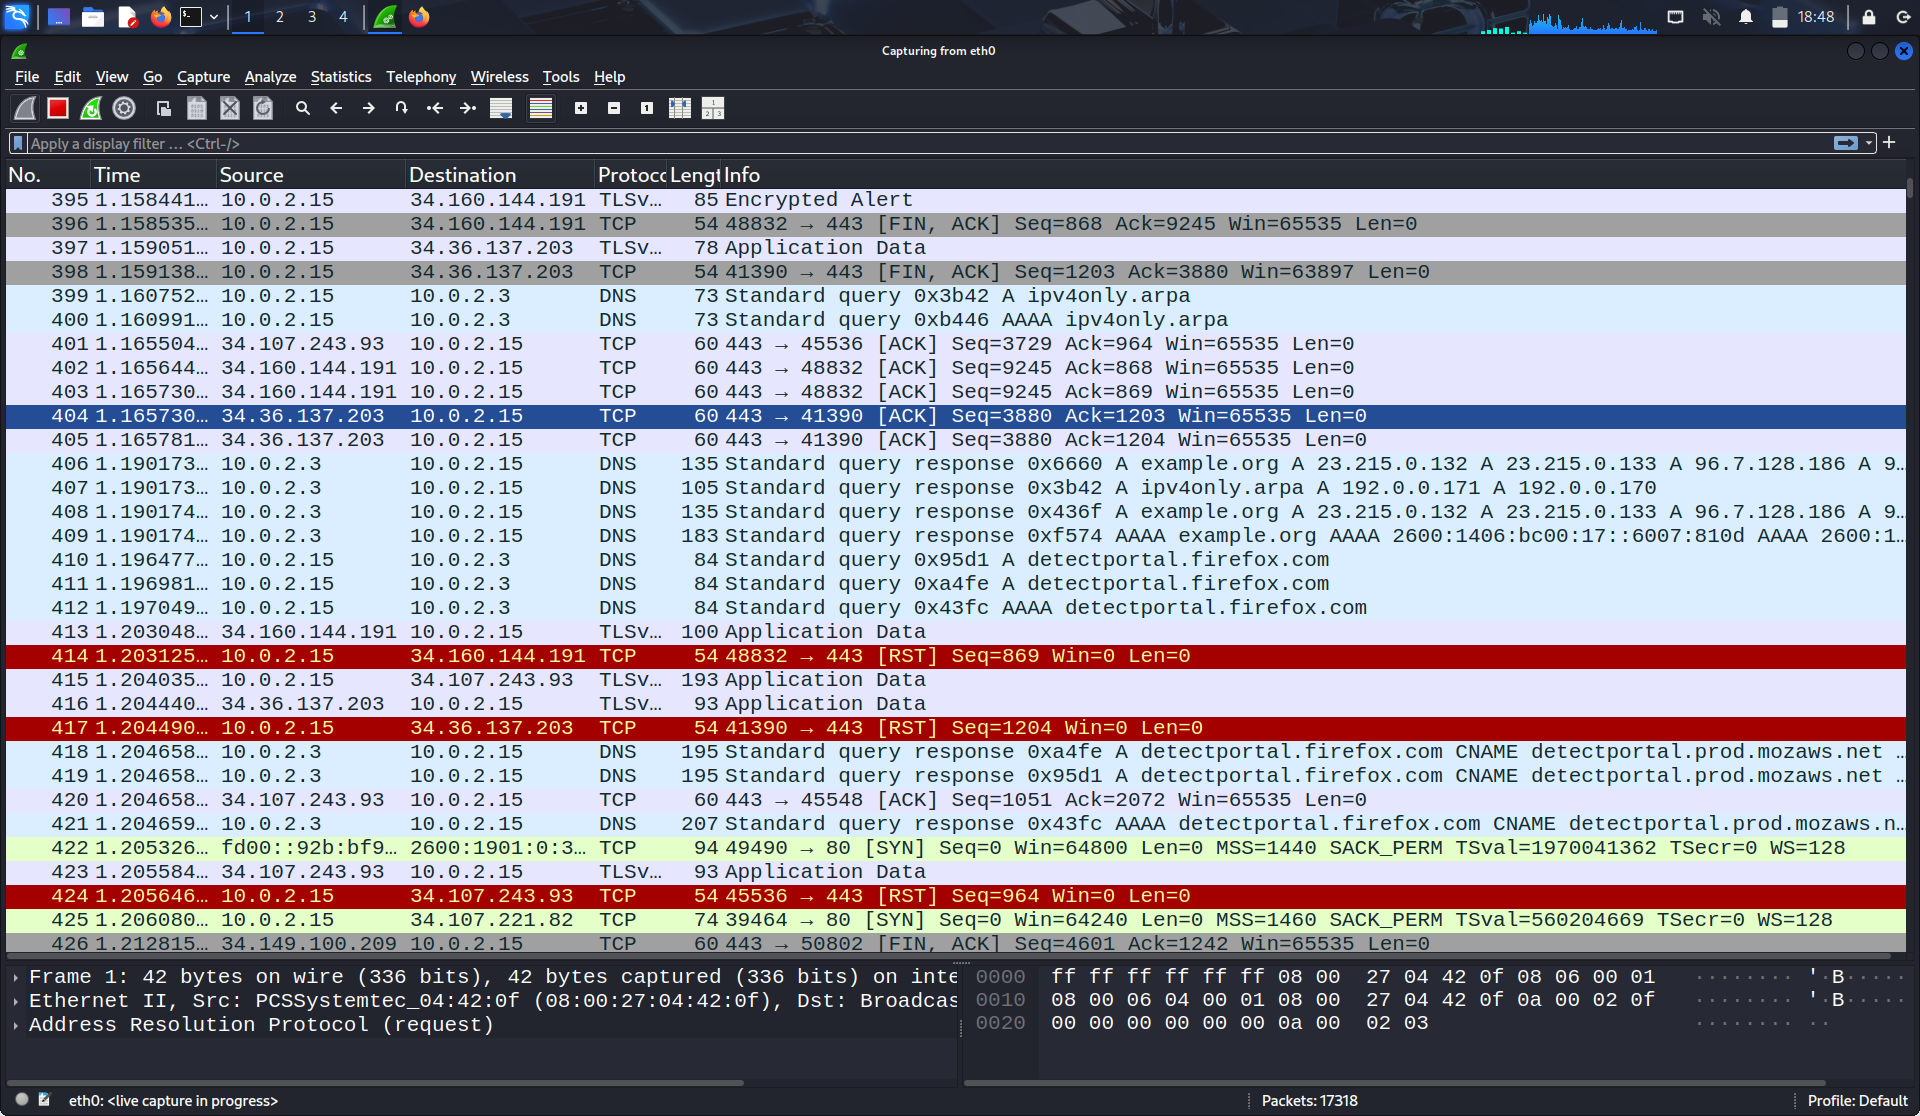 1 2 3 4 18:48
Capturing from eth0
File Edit View Go Capture Analyze Statistics Telephony Wireless Tools Help
Apply a display filter … <Ctrl-/>
No. Time Source Destination Protoco Lengt Info
395 1.158441… 10.0.2.15 34.160.144.191 TLSv… 85 Encrypted Alert
396 1.158535… 10.0.2.15 34.160.144.191 TCP 54 48832 → 443 [FIN, ACK] Seq=868 Ack=9245 Win=65535 Len=0
397 1.159051… 10.0.2.15 34.36.137.203 TLSv… 78 Application Data
398 1.159138… 10.0.2.15 34.36.137.203 TCP 54 41390 → 443 [FIN, ACK] Seq=1203 Ack=3880 Win=63897 Len=0
399 1.160752… 10.0.2.15 10.0.2.3 DNS 73 Standard query 0x3b42 A ipv4only.arpa
400 1.160991… 10.0.2.15 10.0.2.3 DNS 73 Standard query 0xb446 AAAA ipv4only.arpa
401 1.165504… 34.107.243.93 10.0.2.15 TCP 60 443 → 45536 [ACK] Seq=3729 Ack=964 Win=65535 Len=0
402 1.165644… 34.160.144.191 10.0.2.15 TCP 60 443 → 48832 [ACK] Seq=9245 Ack=868 Win=65535 Len=0
403 1.165730… 34.160.144.191 10.0.2.15 TCP 60 443 → 48832 [ACK] Seq=9245 Ack=869 Win=65535 Len=0
404 1.165730… 34.36.137.203 10.0.2.15 TCP 60 443 → 41390 [ACK] Seq=3880 Ack=1203 Win=65535 Len=0
405 1.165781… 34.36.137.203 10.0.2.15 TCP 60 443 → 41390 [ACK] Seq=3880 Ack=1204 Win=65535 Len=0
406 1.190173… 10.0.2.3 10.0.2.15 DNS 135 Standard query response 0x6660 A example.org A 23.215.0.132 A 23.215.0.133 A 96.7.128.186 A 9…
407 1.190173… 10.0.2.3 10.0.2.15 DNS 105 Standard query response 0x3b42 A ipv4only.arpa A 192.0.0.171 A 192.0.0.170
408 1.190174… 10.0.2.3 10.0.2.15 DNS 135 Standard query response 0x436f A example.org A 23.215.0.132 A 23.215.0.133 A 96.7.128.186 A 9…
409 1.190174… 10.0.2.3 10.0.2.15 DNS 183 Standard query response 0xf574 AAAA example.org AAAA 2600:1406:bc00:17::6007:810d AAAA 2600:1…
410 1.196477… 10.0.2.15 10.0.2.3 DNS 84 Standard query 0x95d1 A detectportal.firefox.com
411 1.196981… 10.0.2.15 10.0.2.3 DNS 84 Standard query 0xa4fe A detectportal.firefox.com
412 1.197049… 10.0.2.15 10.0.2.3 DNS 84 Standard query 0x43fc AAAA detectportal.firefox.com
413 1.203048… 34.160.144.191 10.0.2.15 TLSv… 100 Application Data
414 1.203125… 10.0.2.15 34.160.144.191 TCP 54 48832 → 443 [RST] Seq=869 Win=0 Len=0
415 1.204035… 10.0.2.15 34.107.243.93 TLSv… 193 Application Data
416 1.204440… 34.36.137.203 10.0.2.15 TLSv… 93 Application Data
417 1.204490… 10.0.2.15 34.36.137.203 TCP 54 41390 → 443 [RST] Seq=1204 Win=0 Len=0
418 1.204658… 10.0.2.3 10.0.2.15 DNS 195 Standard query response 0xa4fe A detectportal.firefox.com CNAME detectportal.prod.mozaws.net …
419 1.204658… 10.0.2.3 10.0.2.15 DNS 195 Standard query response 0x95d1 A detectportal.firefox.com CNAME detectportal.prod.mozaws.net …
420 1.204658… 34.107.243.93 10.0.2.15 TCP 60 443 → 45548 [ACK] Seq=1051 Ack=2072 Win=65535 Len=0
421 1.204659… 10.0.2.3 10.0.2.15 DNS 207 Standard query response 0x43fc AAAA detectportal.firefox.com CNAME detectportal.prod.mozaws.n…
422 1.205326… fd00::92b:bf9… 2600:1901:0:3… TCP 94 49490 → 80 [SYN] Seq=0 Win=64800 Len=0 MSS=1440 SACK_PERM TSval=1970041362 TSecr=0 WS=128
423 1.205584… 34.107.243.93 10.0.2.15 TLSv… 93 Application Data
424 1.205646… 10.0.2.15 34.107.243.93 TCP 54 45536 → 443 [RST] Seq=964 Win=0 Len=0
425 1.206080… 10.0.2.15 34.107.221.82 TCP 74 39464 → 80 [SYN] Seq=0 Win=64240 Len=0 MSS=1460 SACK_PERM TSval=560204669 TSecr=0 WS=128
426 1.212815… 34.149.100.209 10.0.2.15 TCP 60 443 → 50802 [FIN, ACK] Seq=4601 Ack=1242 Win=65535 Len=0
Frame 1: 42 bytes on wire (336 bits), 42 bytes captured (336 bits) on inte
Ethernet II, Src: PCSSystemtec_04:42:0f (08:00:27:04:42:0f), Dst: Broadcas
Address Resolution Protocol (request)
0000 ff ff ff ff ff ff 08 00 27 04 42 0f 08 06 00 01 ········ '·B·····
0010 08 00 06 04 00 01 08 00 27 04 42 0f 0a 00 02 0f ········ '·B·····
0020 00 00 00 00 00 00 0a 00 02 03 ········ ··
eth0: <live capture in progress> Packets: 17318 Profile: Default